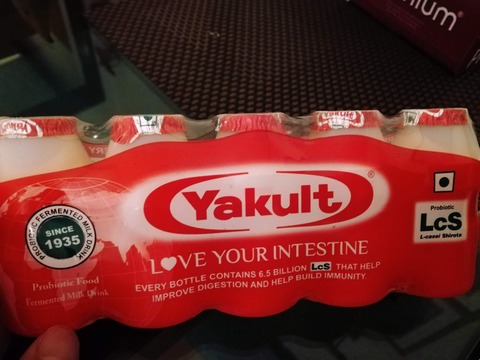 nium®
Yakult®
LOVE YOUR INTESTINE
EVERY BOTTLE CONTAINS 6.5 BILLION LcS THAT HELP
IMPROVE DIGESTION AND HELP BUILD IMMUNITY.
PROBIOTIC FERMENTED MILK DRINK
SINCE
1935
Probiotic Food
Fermented Milk Drink
Probiotic
LcS
L-casei Shirota